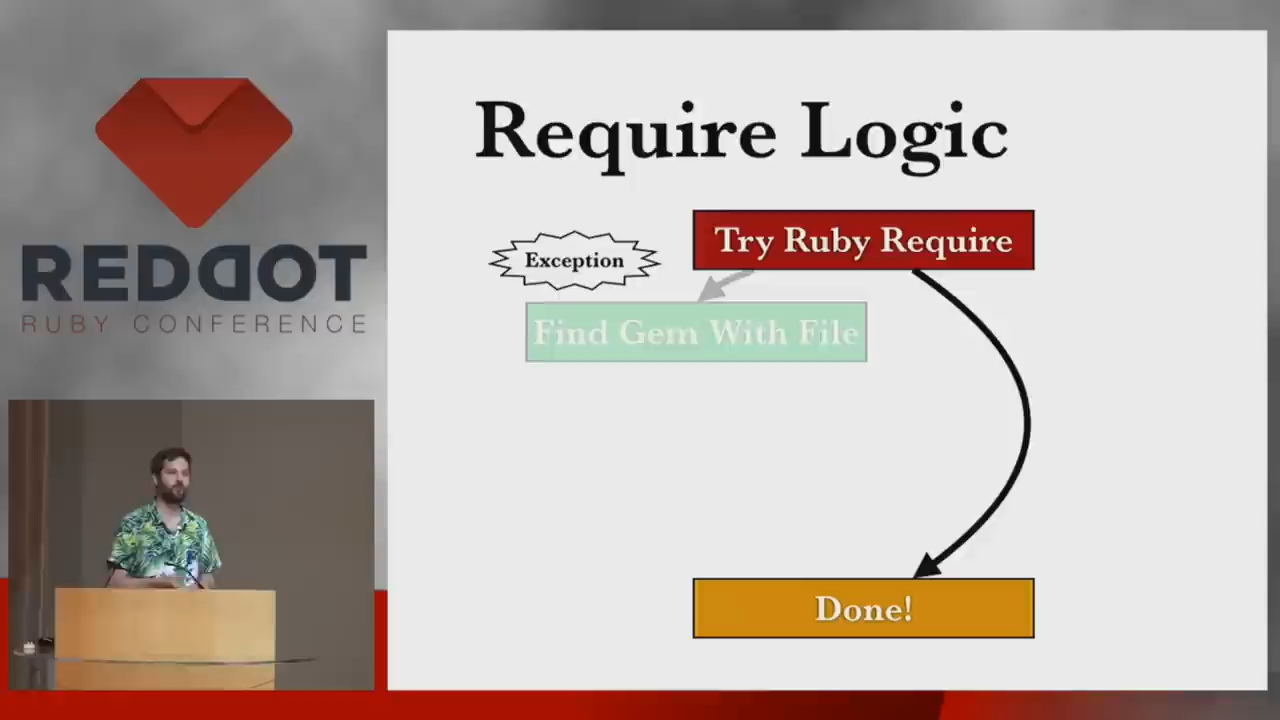 REDDOT
RUBY CONFERENCE
Require Logic
Try Ruby Require
Exception
Find Gem With File
Done!